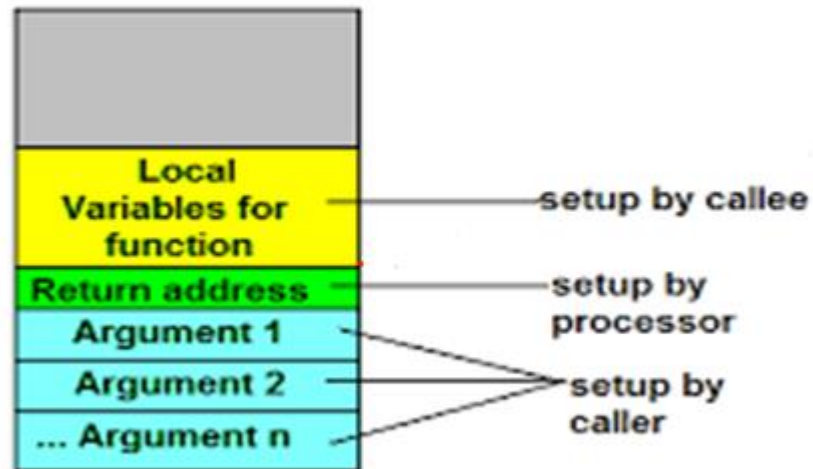 Local
Variables for
function
setup by callee
Return address
setup by
processor
Argument 1
Argument 2
... Argument n
setup by
caller